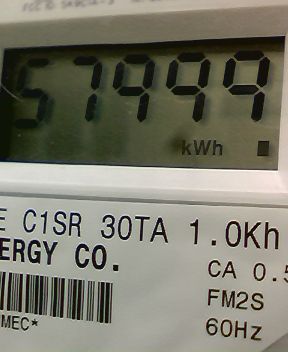 57999
kWh
E C1SR 30TA 1.0Kh
ERGY CO.
CA 0.5
FM2S
60Hz
MEC*